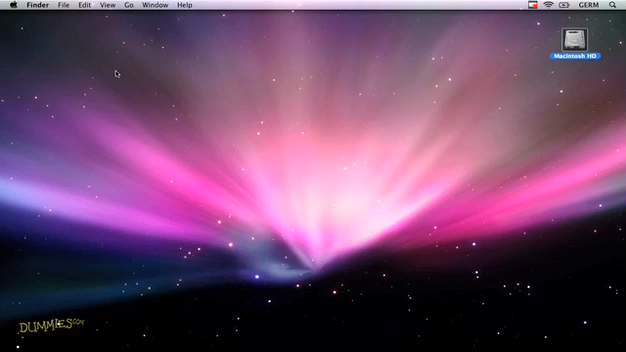 Finder File Edit View Go Window Help GERM
Macintosh HD
DUMMIES.COM